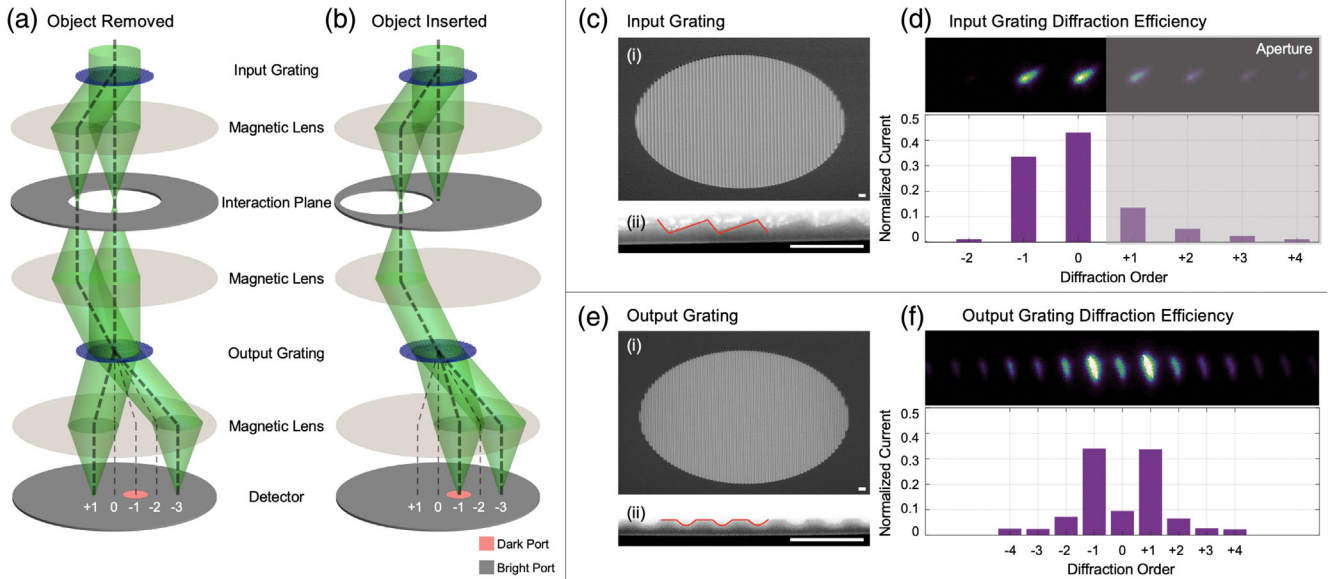 (a) Object Removed
(b) Object Inserted
Input Grating
Magnetic Lens
Interaction Plane
Magnetic Lens
Output Grating
Magnetic Lens
Detector
+1 0 -1 -2 -3
+1 0 -1 -2 -3
Dark Port
Bright Port
(c) Input Grating
(i)
(ii)
(d) Input Grating Diffraction Efficiency
Aperture
Normalized Current
0.5
0.4
0.3
0.2
0.1
0
-2 -1 0 +1 +2 +3 +4
Diffraction Order
(e) Output Grating
(i)
(ii)
(f) Output Grating Diffraction Efficiency
Normalized Current
0.5
0.4
0.3
0.2
0.1
0
-4 -3 -2 -1 0 +1 +2 +3 +4
Diffraction Order